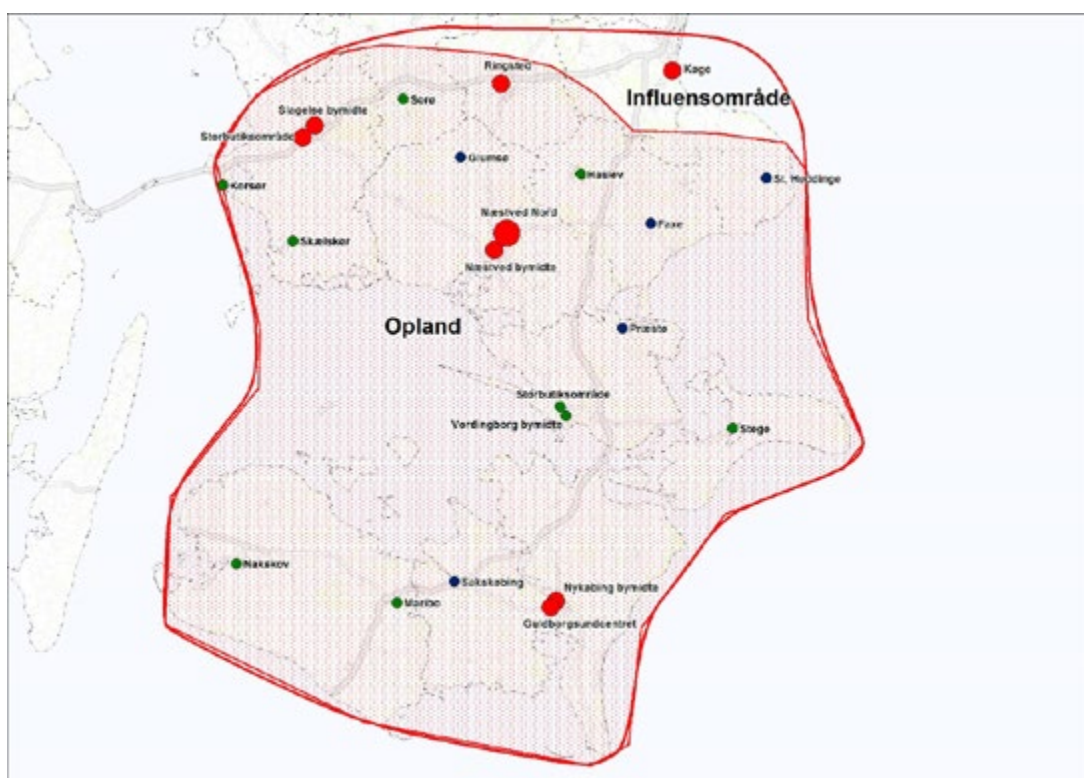 Køge
Ringsted
Influensområde
Sorø
Slagelse bymidte
Storbutiksområde
Glumsø
Haslev
St. Heddinge
Korsør
Næstved Nord
Faxe
Skælskør
Næstved bymidte
Opland
Præstø
Storbutiksområde
Vordingborg bymidte
Stege
Nakskov
Sakskøbing
Nykøbing bymidte
Maribo
Guldborgsundcentret